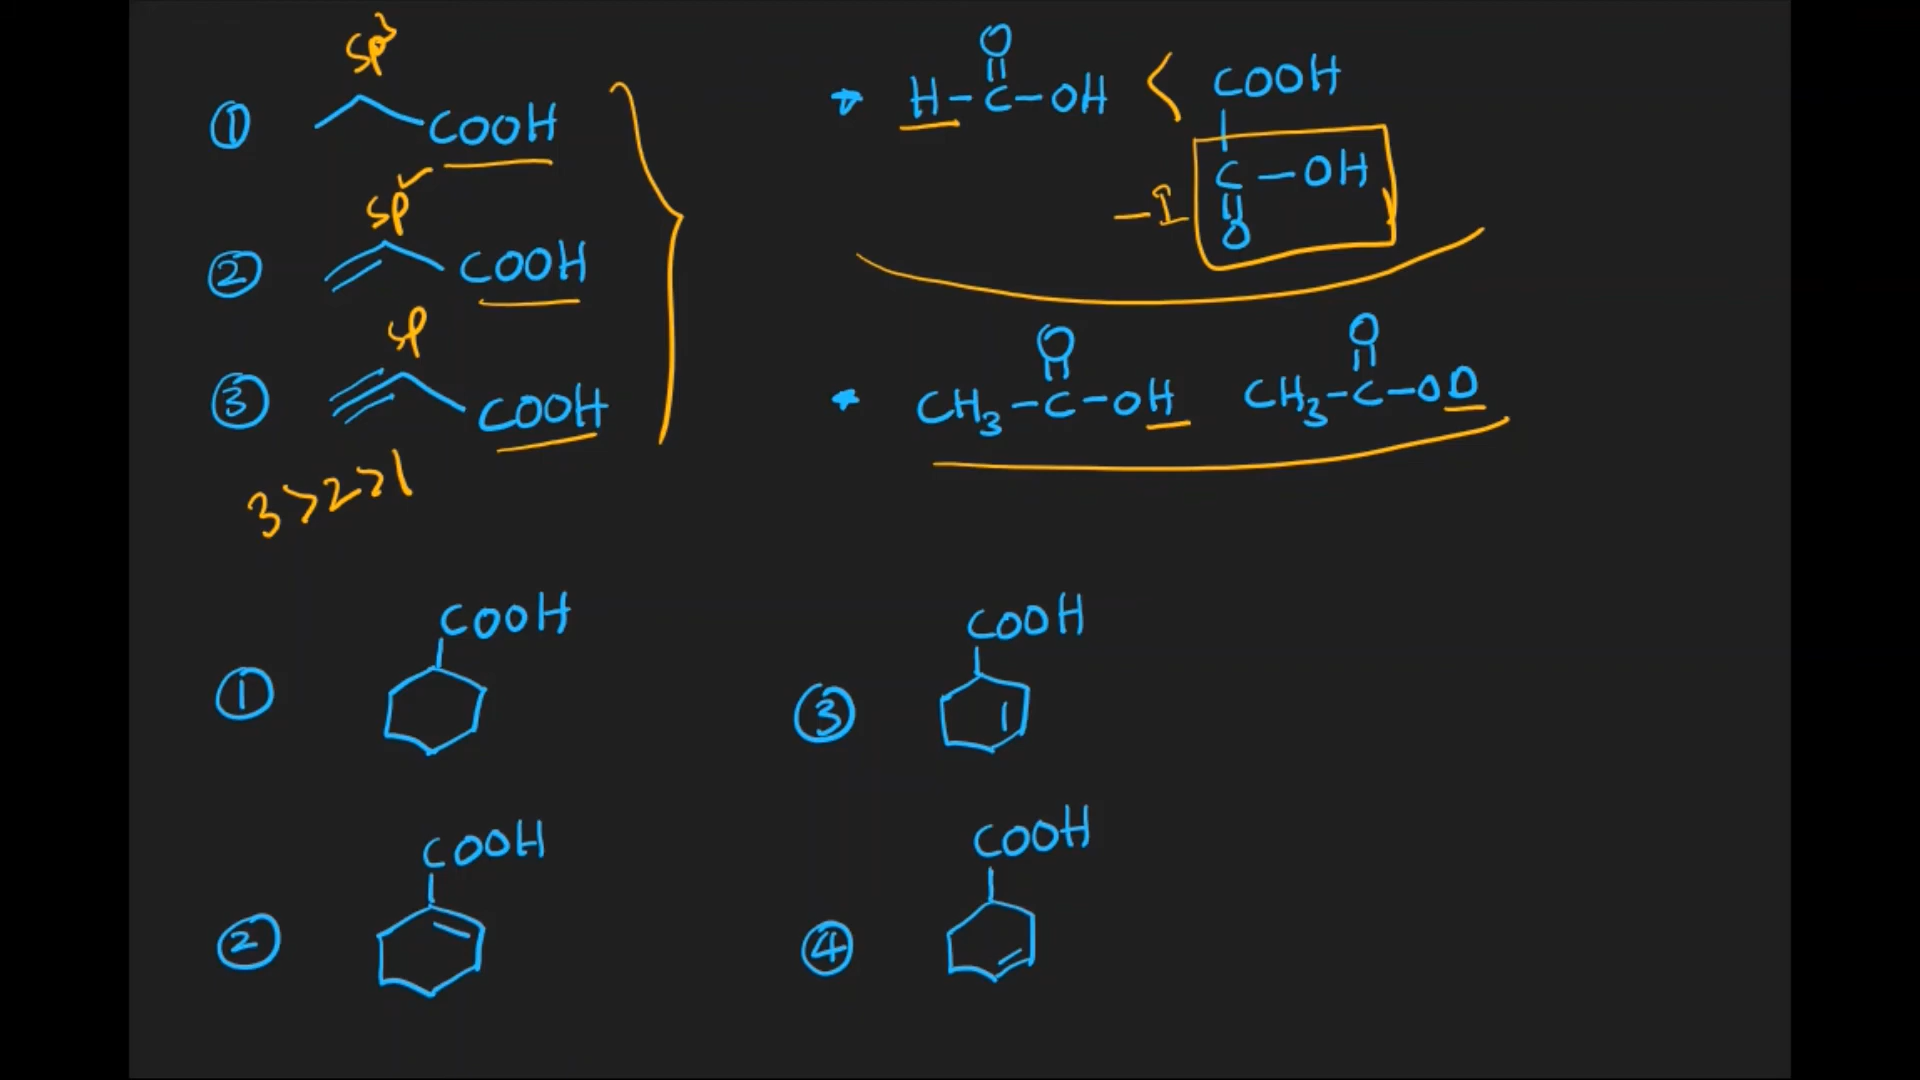 sp³
① COOH
sp²
② COOH
sp
③ COOH
3>2>1
O
H-C-OH < COOH
C-OH
-I
O
O O
CH₃-C-OH CH₃-C-OD
① COOH
③ COOH
② COOH
④ COOH